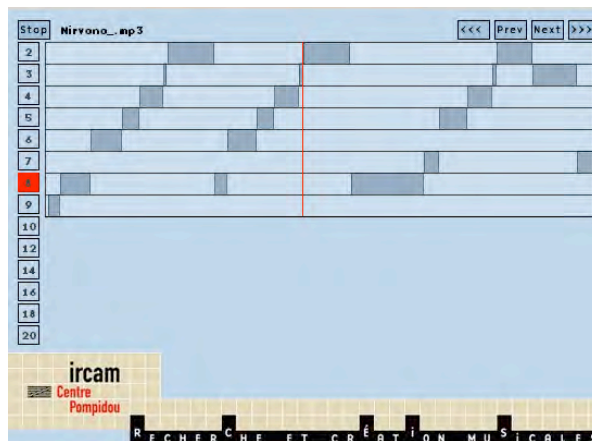 Stop Nirvana_.mp3 <<< Prev Next >>>
2
3
4
5
6
7
8
9
10
12
14
16
18
20
ircam
Centre
Pompidou
RECHERCHE ET CRÉATION MUSICALES